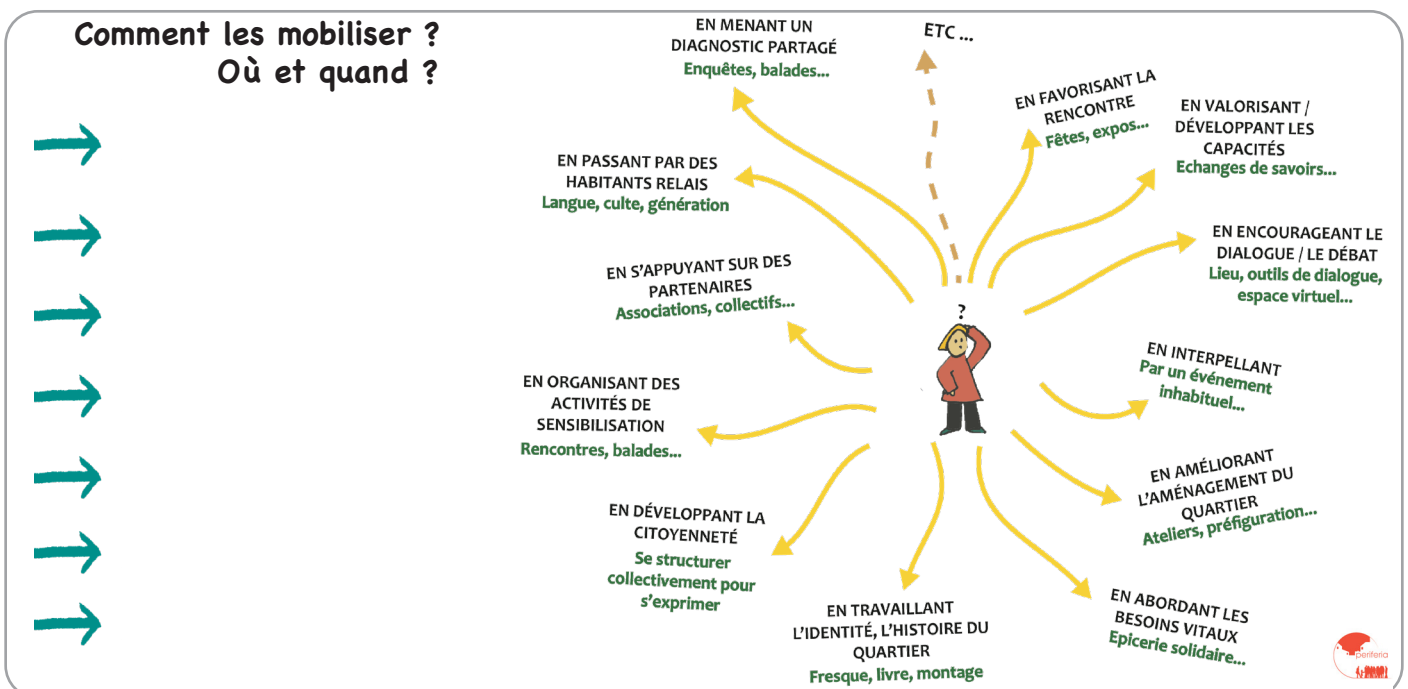 Comment les mobiliser ?
Où et quand ?
EN MENANT UN
DIAGNOSTIC PARTAGÉ
Enquêtes, balades...
ETC ...
EN FAVORISANT LA
RENCONTRE
Fêtes, expos...
EN VALORISANT /
DÉVELOPPANT LES
CAPACITÉS
Echanges de savoirs...
EN PASSANT PAR DES
HABITANTS RELAIS
Langue, culte, génération
EN ENCOURAGEANT LE
DIALOGUE / LE DÉBAT
Lieu, outils de dialogue,
espace virtuel...
EN S'APPUYANT SUR DES
PARTENAIRES
Associations, collectifs...
?
EN INTERPELLANT
Par un événement
inhabituel...
EN ORGANISANT DES
ACTIVITÉS DE
SENSIBILISATION
Rencontres, balades...
EN AMÉLIORANT
L'AMÉNAGEMENT DU
QUARTIER
Ateliers, préfiguration...
EN DÉVELOPPANT LA
CITOYENNETÉ
Se structurer
collectivement pour
s'exprimer
EN TRAVAILLANT
L'IDENTITÉ, L'HISTOIRE DU
QUARTIER
Fresque, livre, montage
EN ABORDANT LES
BESOINS VITAUX
Epicerie solidaire...
periferia